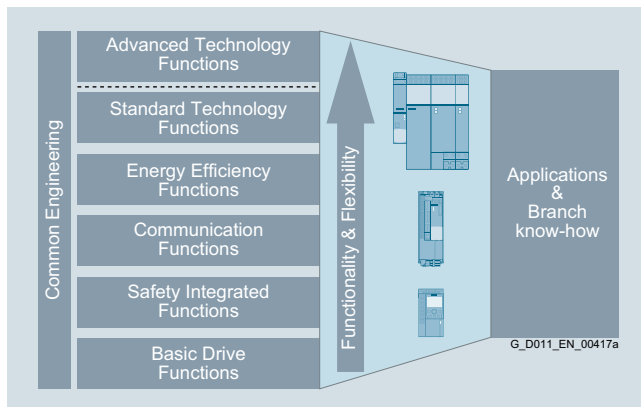 Common Engineering
Advanced Technology
Functions
Standard Technology
Functions
Energy Efficiency
Functions
Communication
Functions
Safety Integrated
Functions
Basic Drive
Functions
Functionality & Flexibility
Applications
&
Branch
know-how
G_D011_EN_00417a